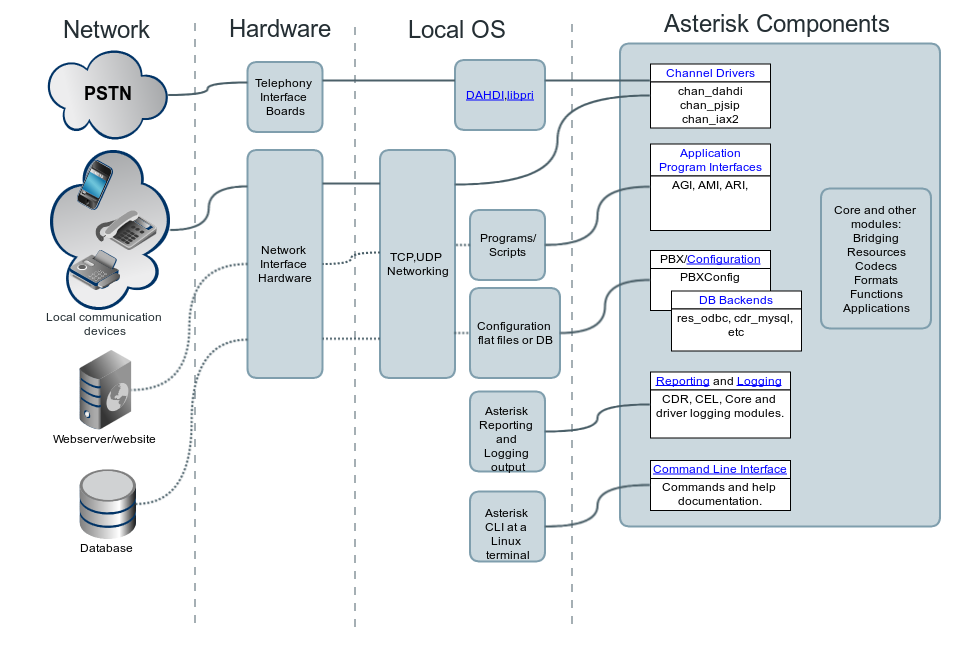 Network
Hardware
Local OS
Asterisk Components
PSTN
Local communication
devices
Webserver/website
Database
Telephony
Interface
Boards
Network
Interface
Hardware
DAHDI,libpri
TCP,UDP
Networking
Programs/
Scripts
Configuration
flat files or DB
Asterisk
Reporting
and
Logging
output
Asterisk
CLI at a
Linux
terminal
Channel Drivers
chan_dahdi
chan_pjsip
chan_iax2
Application
Program Interfaces
AGI, AMI, ARI,
PBX/Configuration
PBXConfig
DB Backends
res_odbc, cdr_mysql,
etc
Reporting and Logging
CDR, CEL, Core and
driver logging modules.
Command Line Interface
Commands and help
documentation.
Core and other
modules:
Bridging
Resources
Codecs
Formats
Functions
Applications